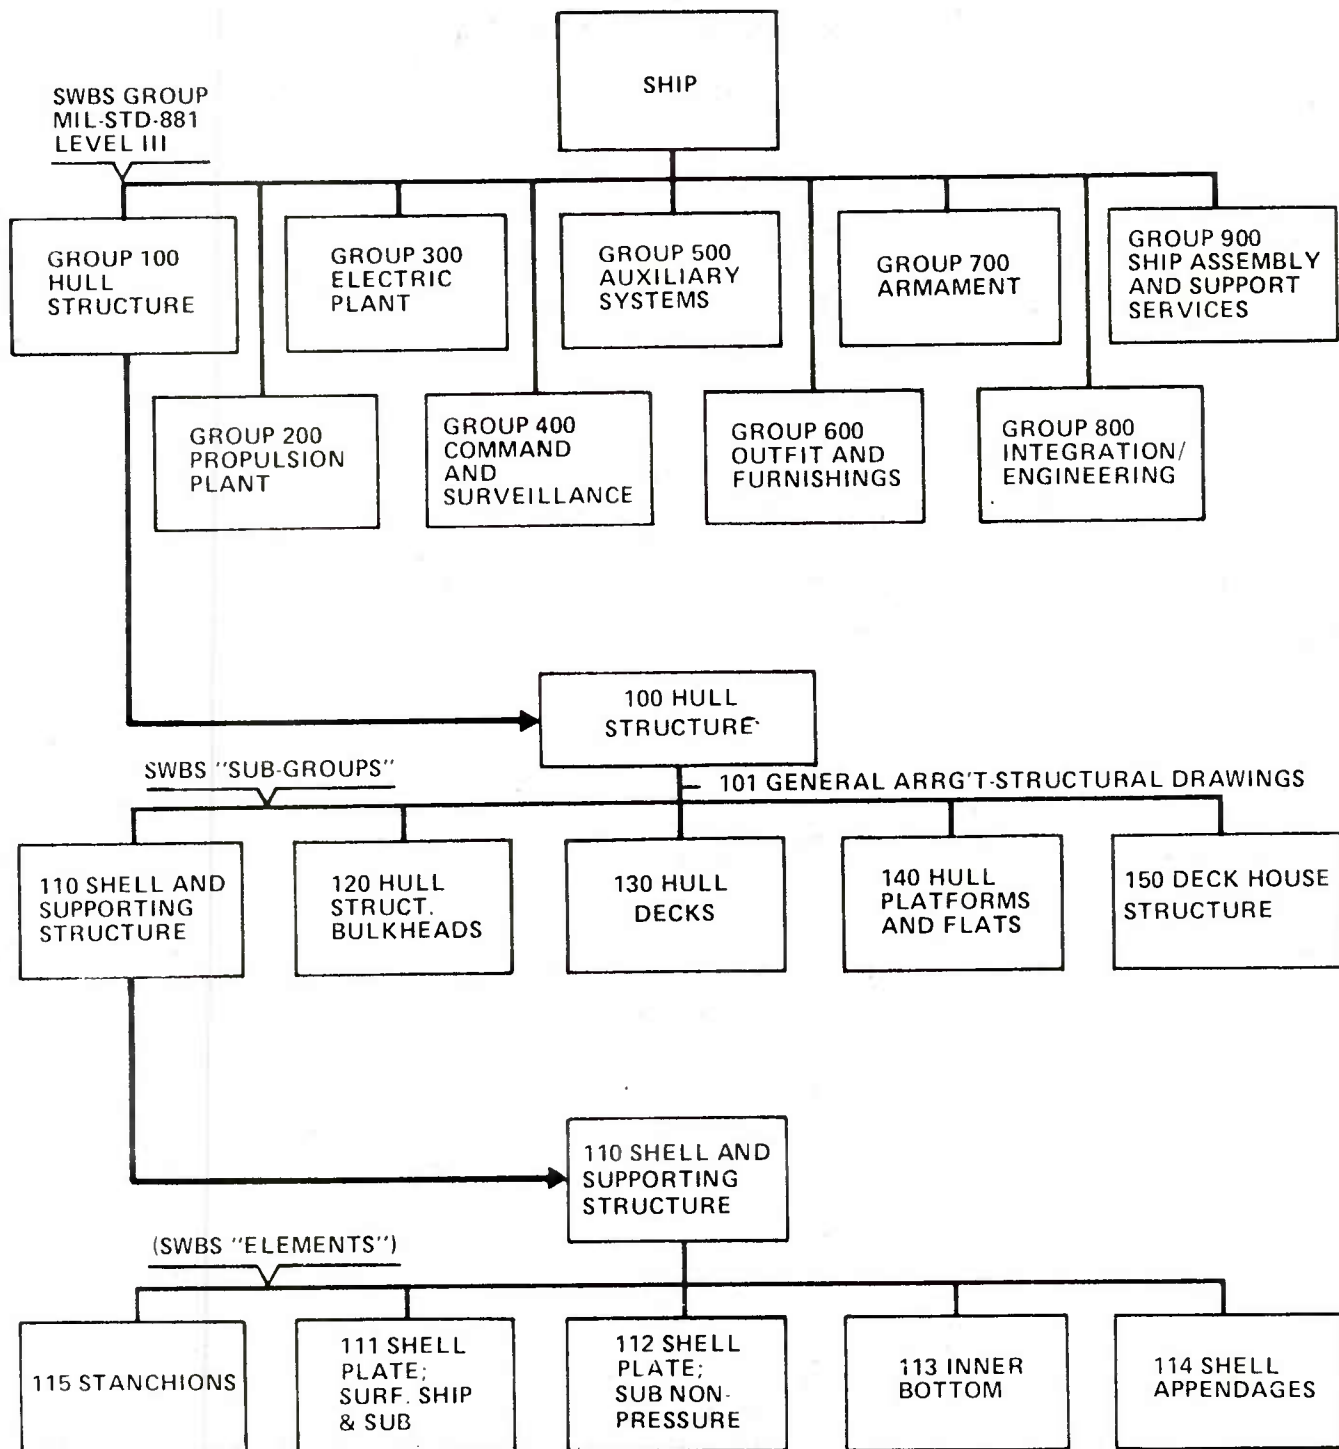 SHIP
SWBS GROUP
MIL-STD-881
LEVEL III
GROUP 100
HULL
STRUCTURE
GROUP 300
ELECTRIC
PLANT
GROUP 500
AUXILIARY
SYSTEMS
GROUP 700
ARMAMENT
GROUP 900
SHIP ASSEMBLY
AND SUPPORT
SERVICES
GROUP 200
PROPULSION
PLANT
GROUP 400
COMMAND
AND
SURVEILLANCE
GROUP 600
OUTFIT AND
FURNISHINGS
GROUP 800
INTEGRATION/
ENGINEERING
100 HULL
STRUCTURE
SWBS "SUB-GROUPS"
101 GENERAL ARRG'T-STRUCTURAL DRAWINGS
110 SHELL AND
SUPPORTING
STRUCTURE
120 HULL
STRUCT.
BULKHEADS
130 HULL
DECKS
140 HULL
PLATFORMS
AND FLATS
150 DECK HOUSE
STRUCTURE
110 SHELL AND
SUPPORTING
STRUCTURE
(SWBS "ELEMENTS")
115 STANCHIONS
111 SHELL
PLATE;
SURF. SHIP
& SUB
112 SHELL
PLATE;
SUB NON-
PRESSURE
113 INNER
BOTTOM
114 SHELL
APPENDAGES